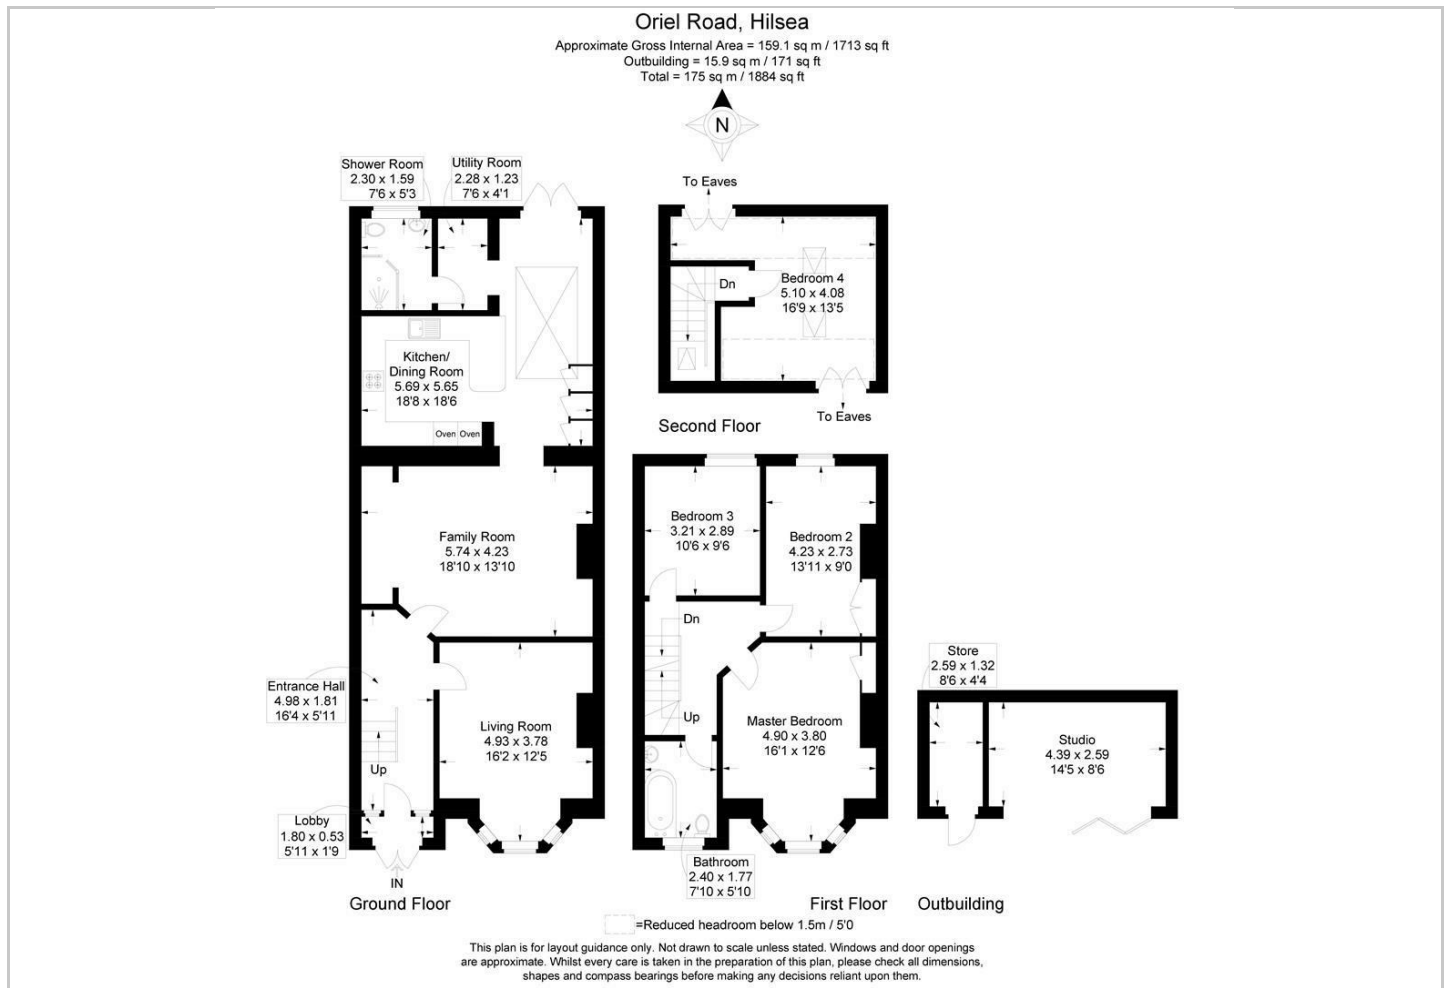 Oriel Road, Hilsea
Approximate Gross Internal Area = 159.1 sq m / 1713 sq ft
Outbuilding = 15.9 sq m / 171 sq ft
Total = 175 sq m / 1884 sq ft
N
Shower Room
2.30 x 1.59
7'6 x 5'3
Utility Room
2.28 x 1.23
7'6 x 4'1
Kitchen/
Dining Room
5.69 x 5.65
18'8 x 18'6
Oven
Oven
Family Room
5.74 x 4.23
18'10 x 13'10
Entrance Hall
4.98 x 1.81
16'4 x 5'11
Living Room
4.93 x 3.78
16'2 x 12'5
Up
Lobby
1.80 x 0.53
5'11 x 1'9
IN
Ground Floor
To Eaves
Dn
Bedroom 4
5.10 x 4.08
16'9 x 13'5
To Eaves
Second Floor
Bedroom 3
3.21 x 2.89
10'6 x 9'6
Bedroom 2
4.23 x 2.73
13'11 x 9'0
Dn
Up
Master Bedroom
4.90 x 3.80
16'1 x 12'6
Bathroom
2.40 x 1.77
7'10 x 5'10
First Floor
Store
2.59 x 1.32
8'6 x 4'4
Studio
4.39 x 2.59
14'5 x 8'6
Outbuilding
=Reduced headroom below 1.5m / 5'0
This plan is for layout guidance only. Not drawn to scale unless stated. Windows and door openings
are approximate. Whilst every care is taken in the preparation of this plan, please check all dimensions,
shapes and compass bearings before making any decisions reliant upon them.